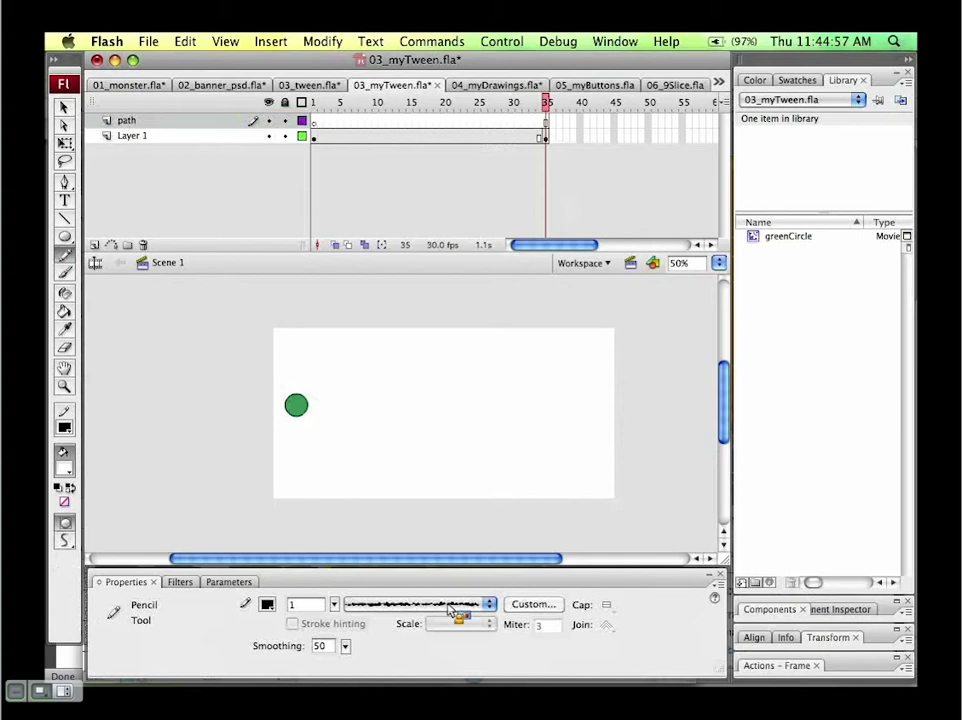 Flash File Edit View Insert Modify Text Commands Control Debug Window Help (97%) Thu 11:44:57 AM
03_myTween.fla*
01_monster.fla* 02_banner_psd.fla* 03_tween.fla* 03_myTween.fla* × 04_myDrawings.fla* 05_myButtons.fla 06_9Slice.fla »
Color Swatches Library ×
Fl
1 5 10 15 20 25 30 35 40 45 50 55
03_myTween.fla
path
One item in library
Layer 1
Name Type
greenCircle Movie
35 30.0 fps 1.1s
Scene 1 Workspace 50%
Properties × Filters Parameters
Pencil Tool
1 Custom... Cap:
Stroke hinting Scale: Miter: 3 Join:
Smoothing: 50
Components × nent Inspector
Align Info Transform ×
Actions - Frame ×
Done